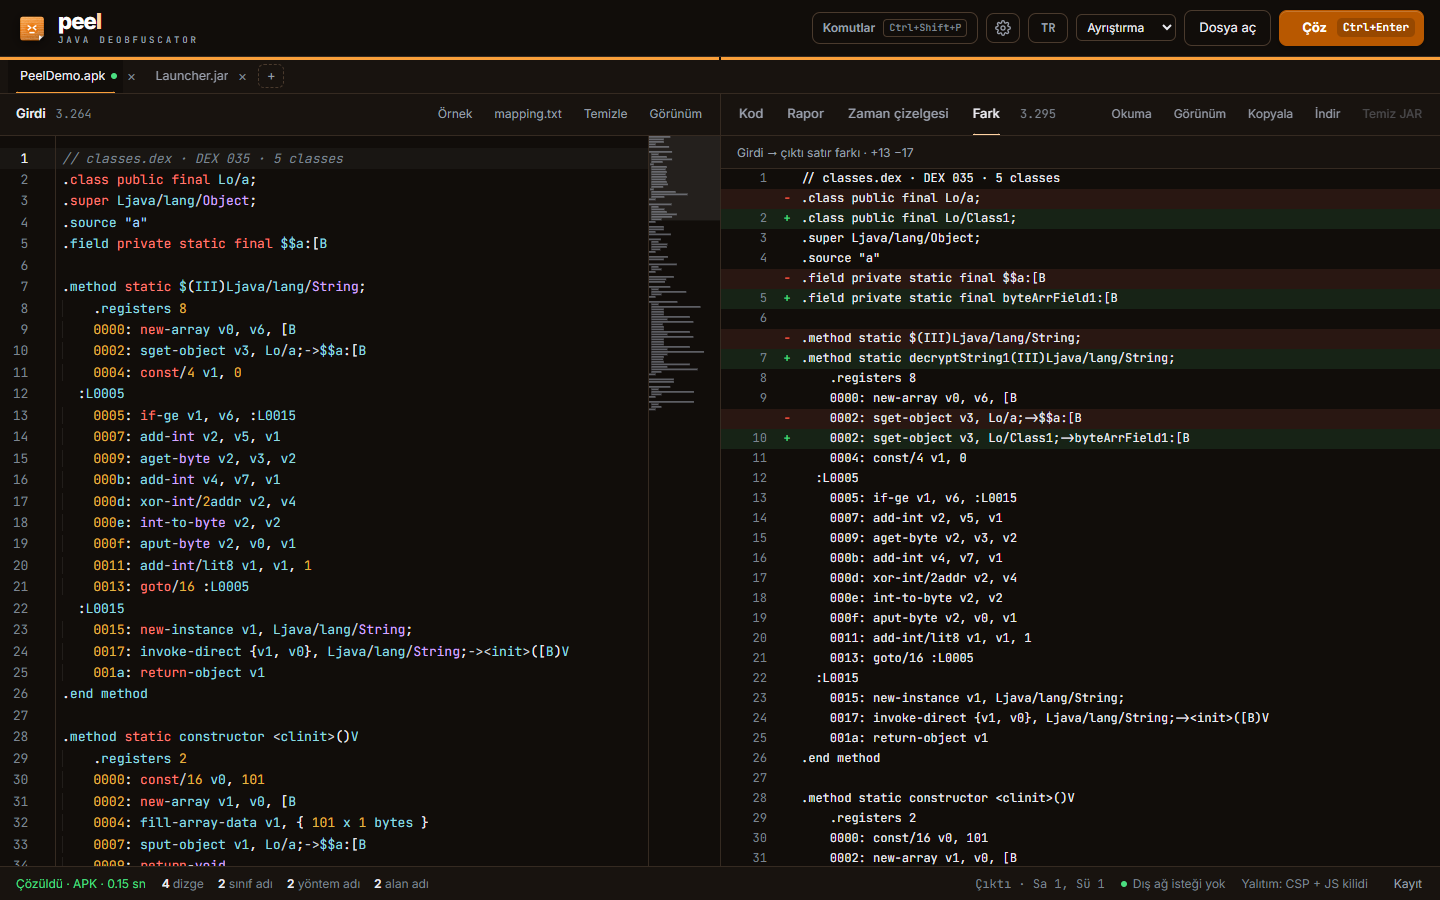 peel
JAVA DEOBFUSCATOR
Komutlar Ctrl+Shift+P
TR
Ayrıştırma
Dosya aç
Çöz Ctrl+Enter
PeelDemo.apk ● ×
Launcher.jar ×
+
Girdi 3.264
Örnek mapping.txt Temizle Görünüm
1 // classes.dex · DEX 035 · 5 classes
2 .class public final Lo/a;
3 .super Ljava/lang/Object;
4 .source "a"
5 .field private static final $$a:[B
6
7 .method static $(III)Ljava/lang/String;
8 .registers 8
9 0000: new-array v0, v6, [B
10 0002: sget-object v3, Lo/a;->$$a:[B
11 0004: const/4 v1, 0
12 :L0005
13 0005: if-ge v1, v6, :L0015
14 0007: add-int v2, v5, v1
15 0009: aget-byte v2, v3, v2
16 000b: add-int v4, v7, v1
17 000d: xor-int/2addr v2, v4
18 000e: int-to-byte v2, v2
19 000f: aput-byte v2, v0, v1
20 0011: add-int/lit8 v1, v1, 1
21 0013: goto/16 :L0005
22 :L0015
23 0015: new-instance v1, Ljava/lang/String;
24 0017: invoke-direct {v1, v0}, Ljava/lang/String;-><init>([B)V
25 001a: return-object v1
26 .end method
27
28 .method static constructor <clinit>()V
29 .registers 2
30 0000: const/16 v0, 101
31 0002: new-array v1, v0, [B
32 0004: fill-array-data v1, { 101 x 1 bytes }
33 0007: sput-object v1, Lo/a;->$$a:[B
34 0009: return-void
Kod Rapor Zaman çizelgesi Fark 3.295
Okuma Görünüm Kopyala İndir Temiz JAR
Girdi → çıktı satır farkı · +13 −17
1 // classes.dex · DEX 035 · 5 classes
- .class public final Lo/a;
2 + .class public final Lo/Class1;
3 .super Ljava/lang/Object;
4 .source "a"
- .field private static final $$a:[B
5 + .field private static final byteArrField1:[B
6
- .method static $(III)Ljava/lang/String;
7 + .method static decryptString1(III)Ljava/lang/String;
8 .registers 8
9 0000: new-array v0, v6, [B
- 0002: sget-object v3, Lo/a;->$$a:[B
10 + 0002: sget-object v3, Lo/Class1;->byteArrField1:[B
11 0004: const/4 v1, 0
12 :L0005
13 0005: if-ge v1, v6, :L0015
14 0007: add-int v2, v5, v1
15 0009: aget-byte v2, v3, v2
16 000b: add-int v4, v7, v1
17 000d: xor-int/2addr v2, v4
18 000e: int-to-byte v2, v2
19 000f: aput-byte v2, v0, v1
20 0011: add-int/lit8 v1, v1, 1
21 0013: goto/16 :L0005
22 :L0015
23 0015: new-instance v1, Ljava/lang/String;
24 0017: invoke-direct {v1, v0}, Ljava/lang/String;-><init>([B)V
25 001a: return-object v1
26 .end method
27
28 .method static constructor <clinit>()V
29 .registers 2
30 0000: const/16 v0, 101
31 0002: new-array v1, v0, [B
Çözüldü · APK · 0.15 sn 4 dizge 2 sınıf adı 2 yöntem adı 2 alan adı
Çıktı · Sa 1, Sü 1 ● Dış ağ isteği yok Yalıtım: CSP + JS kilidi Kayıt